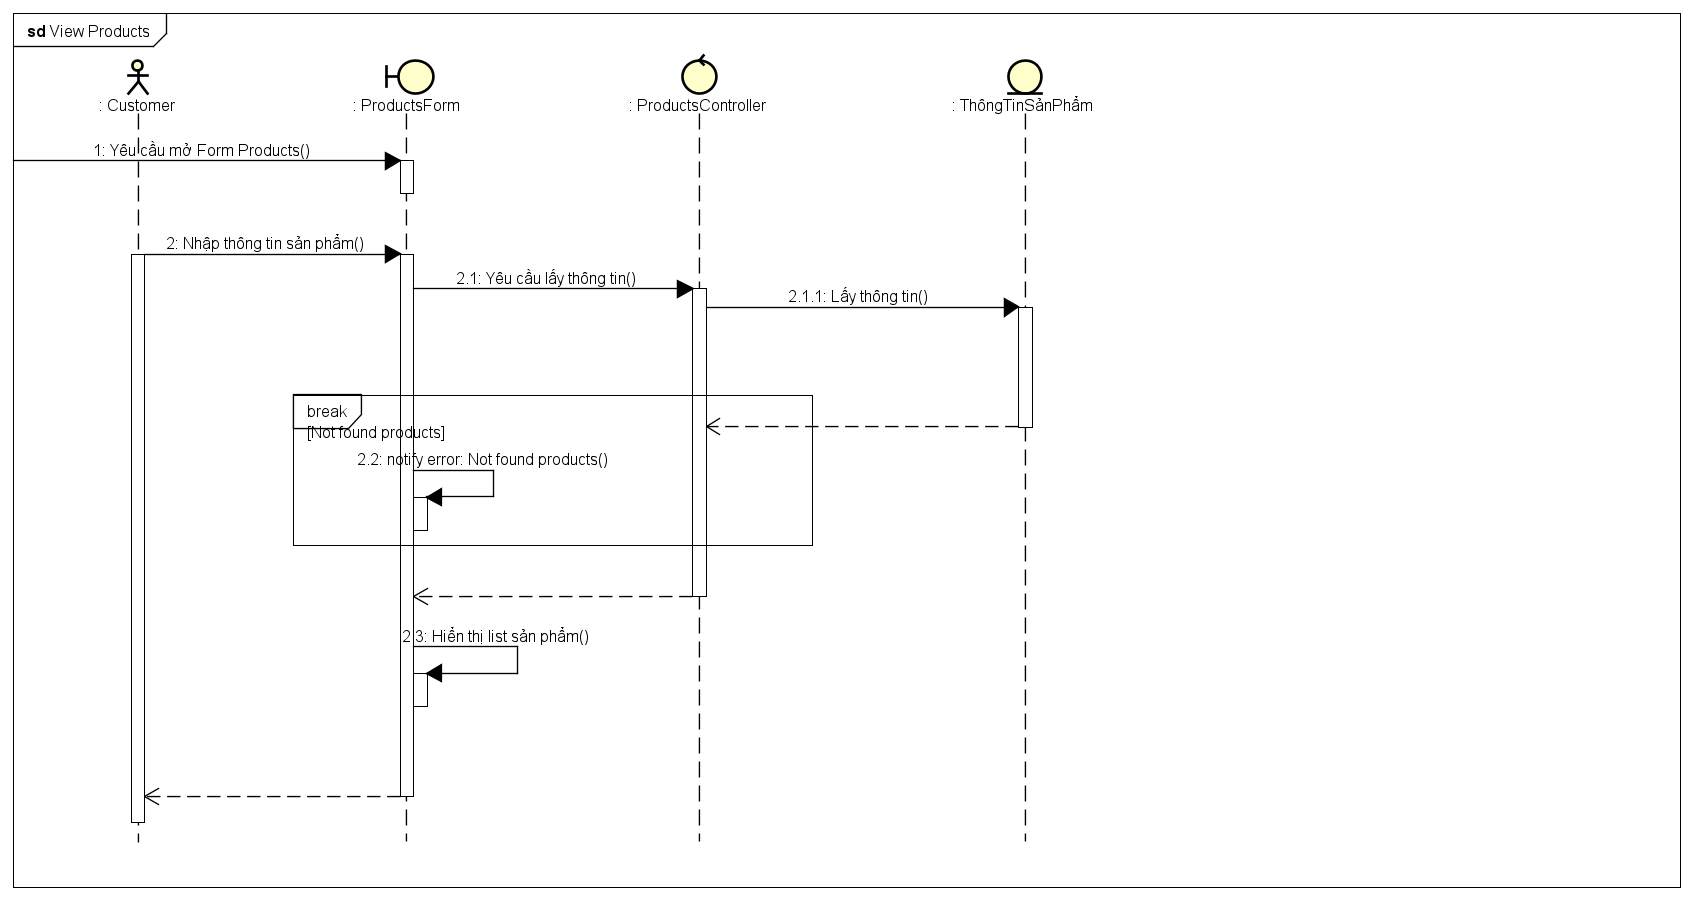 sd View Products
: Customer
: ProductsForm
: ProductsController
: ThôngTinSảnPhẩm
1: Yêu cầu mở Form Products()
2: Nhập thông tin sản phẩm()
2.1: Yêu cầu lấy thông tin()
2.1.1: Lấy thông tin()
break
[Not found products]
2.2: notify error: Not found products()
2.3: Hiển thị list sản phẩm()